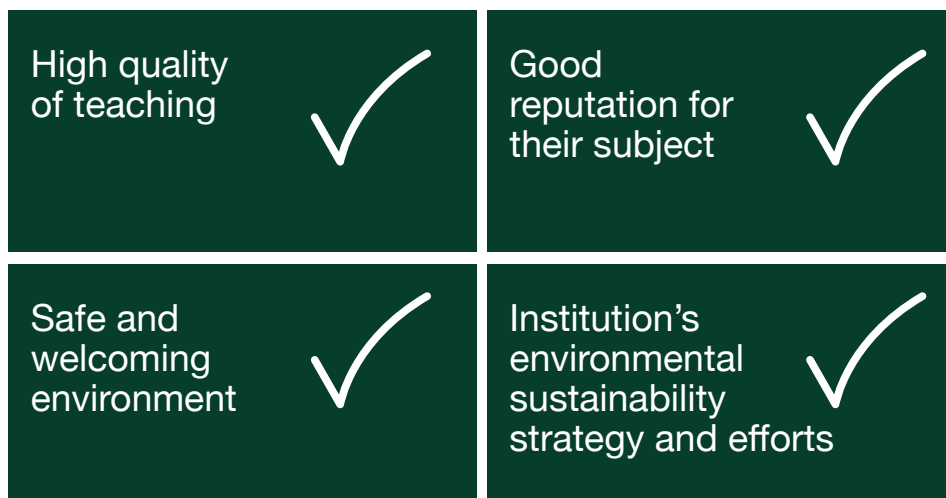 High quality
of teaching
Good
reputation for
their subject
Safe and
welcoming
environment
Institution’s
environmental
sustainability
strategy and efforts